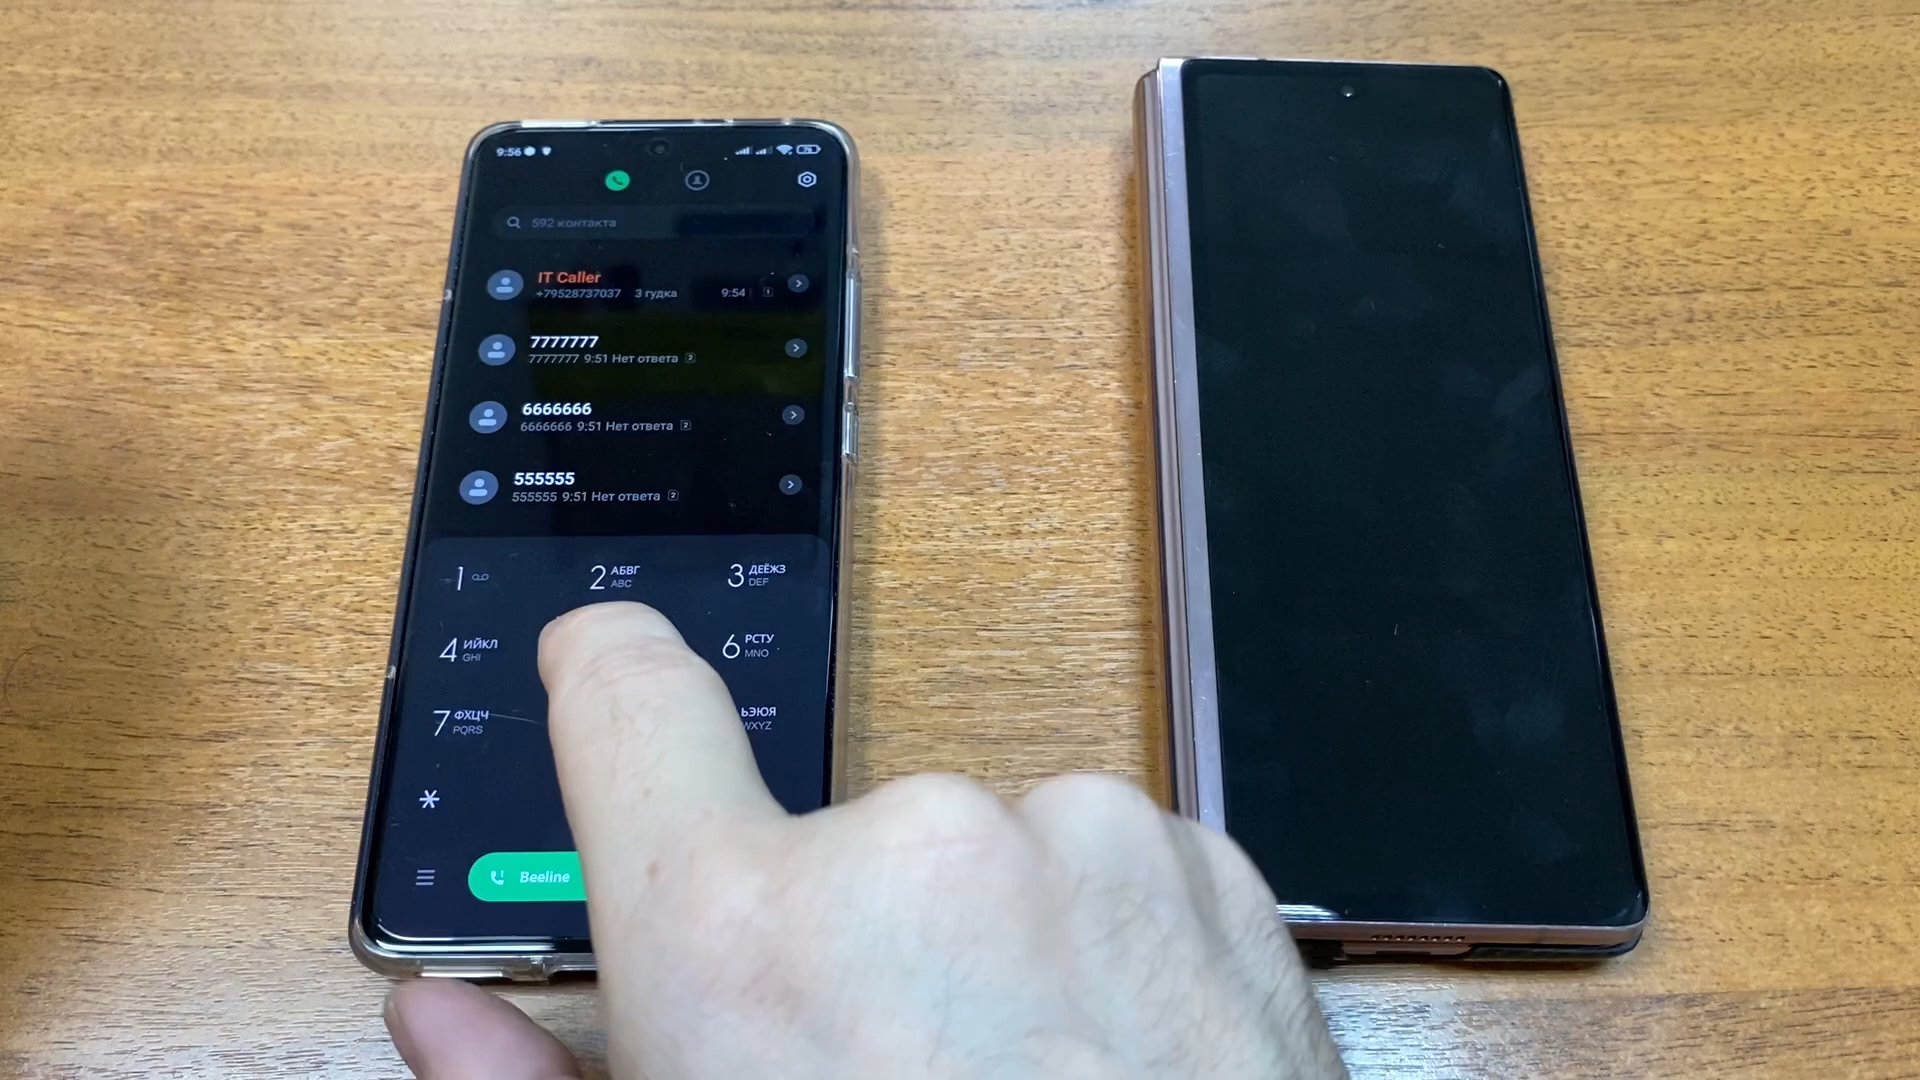 9:56
76
592 контакта
IT Caller
+79528737037 3 гудка 9:54 1
7777777
7777777 9:51 Нет ответа 2
6666666
6666666 9:51 Нет ответа 2
555555
555555 9:51 Нет ответа 2
1 2 АБВГ 3 ДЕЁЖЗ
ABC DEF
4 ИЙКЛ 6 РСТУ
GHI MNO
7 ФХЦЧ ЬЭЮЯ
PQRS WXYZ
*
Beeline